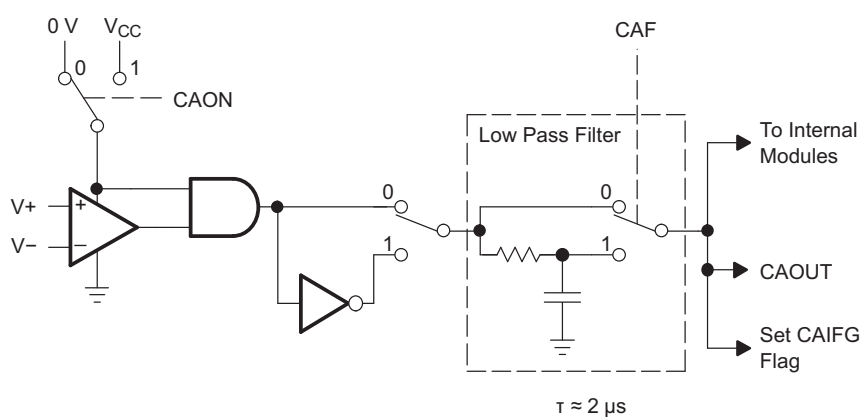 CAF
0 V
VCC
0
1
CAON
Low Pass Filter
To Internal
Modules
V+
+
0
0
V−
−
1
1
CAOUT
Set CAIFG
Flag
τ ≈ 2 μs